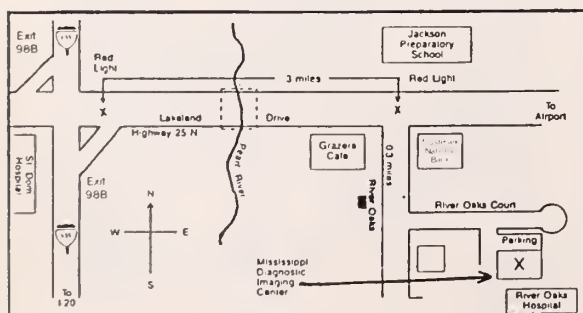 Exit
98B
Red
Light
3 miles
Red Light
Jackson
Preparatory
School
To
Airport
X
X
Lakeland
Drive
Highway 25 N
Pearl River
Grazers
Cafe
0.3 miles
River Oaks
St Dom
Hospital
Exit
98B
N
W
E
S
River Oaks Court
Parking
X
Mississippi
Diagnostic
Imaging
Center
To
I-20
River Oaks
Hospital